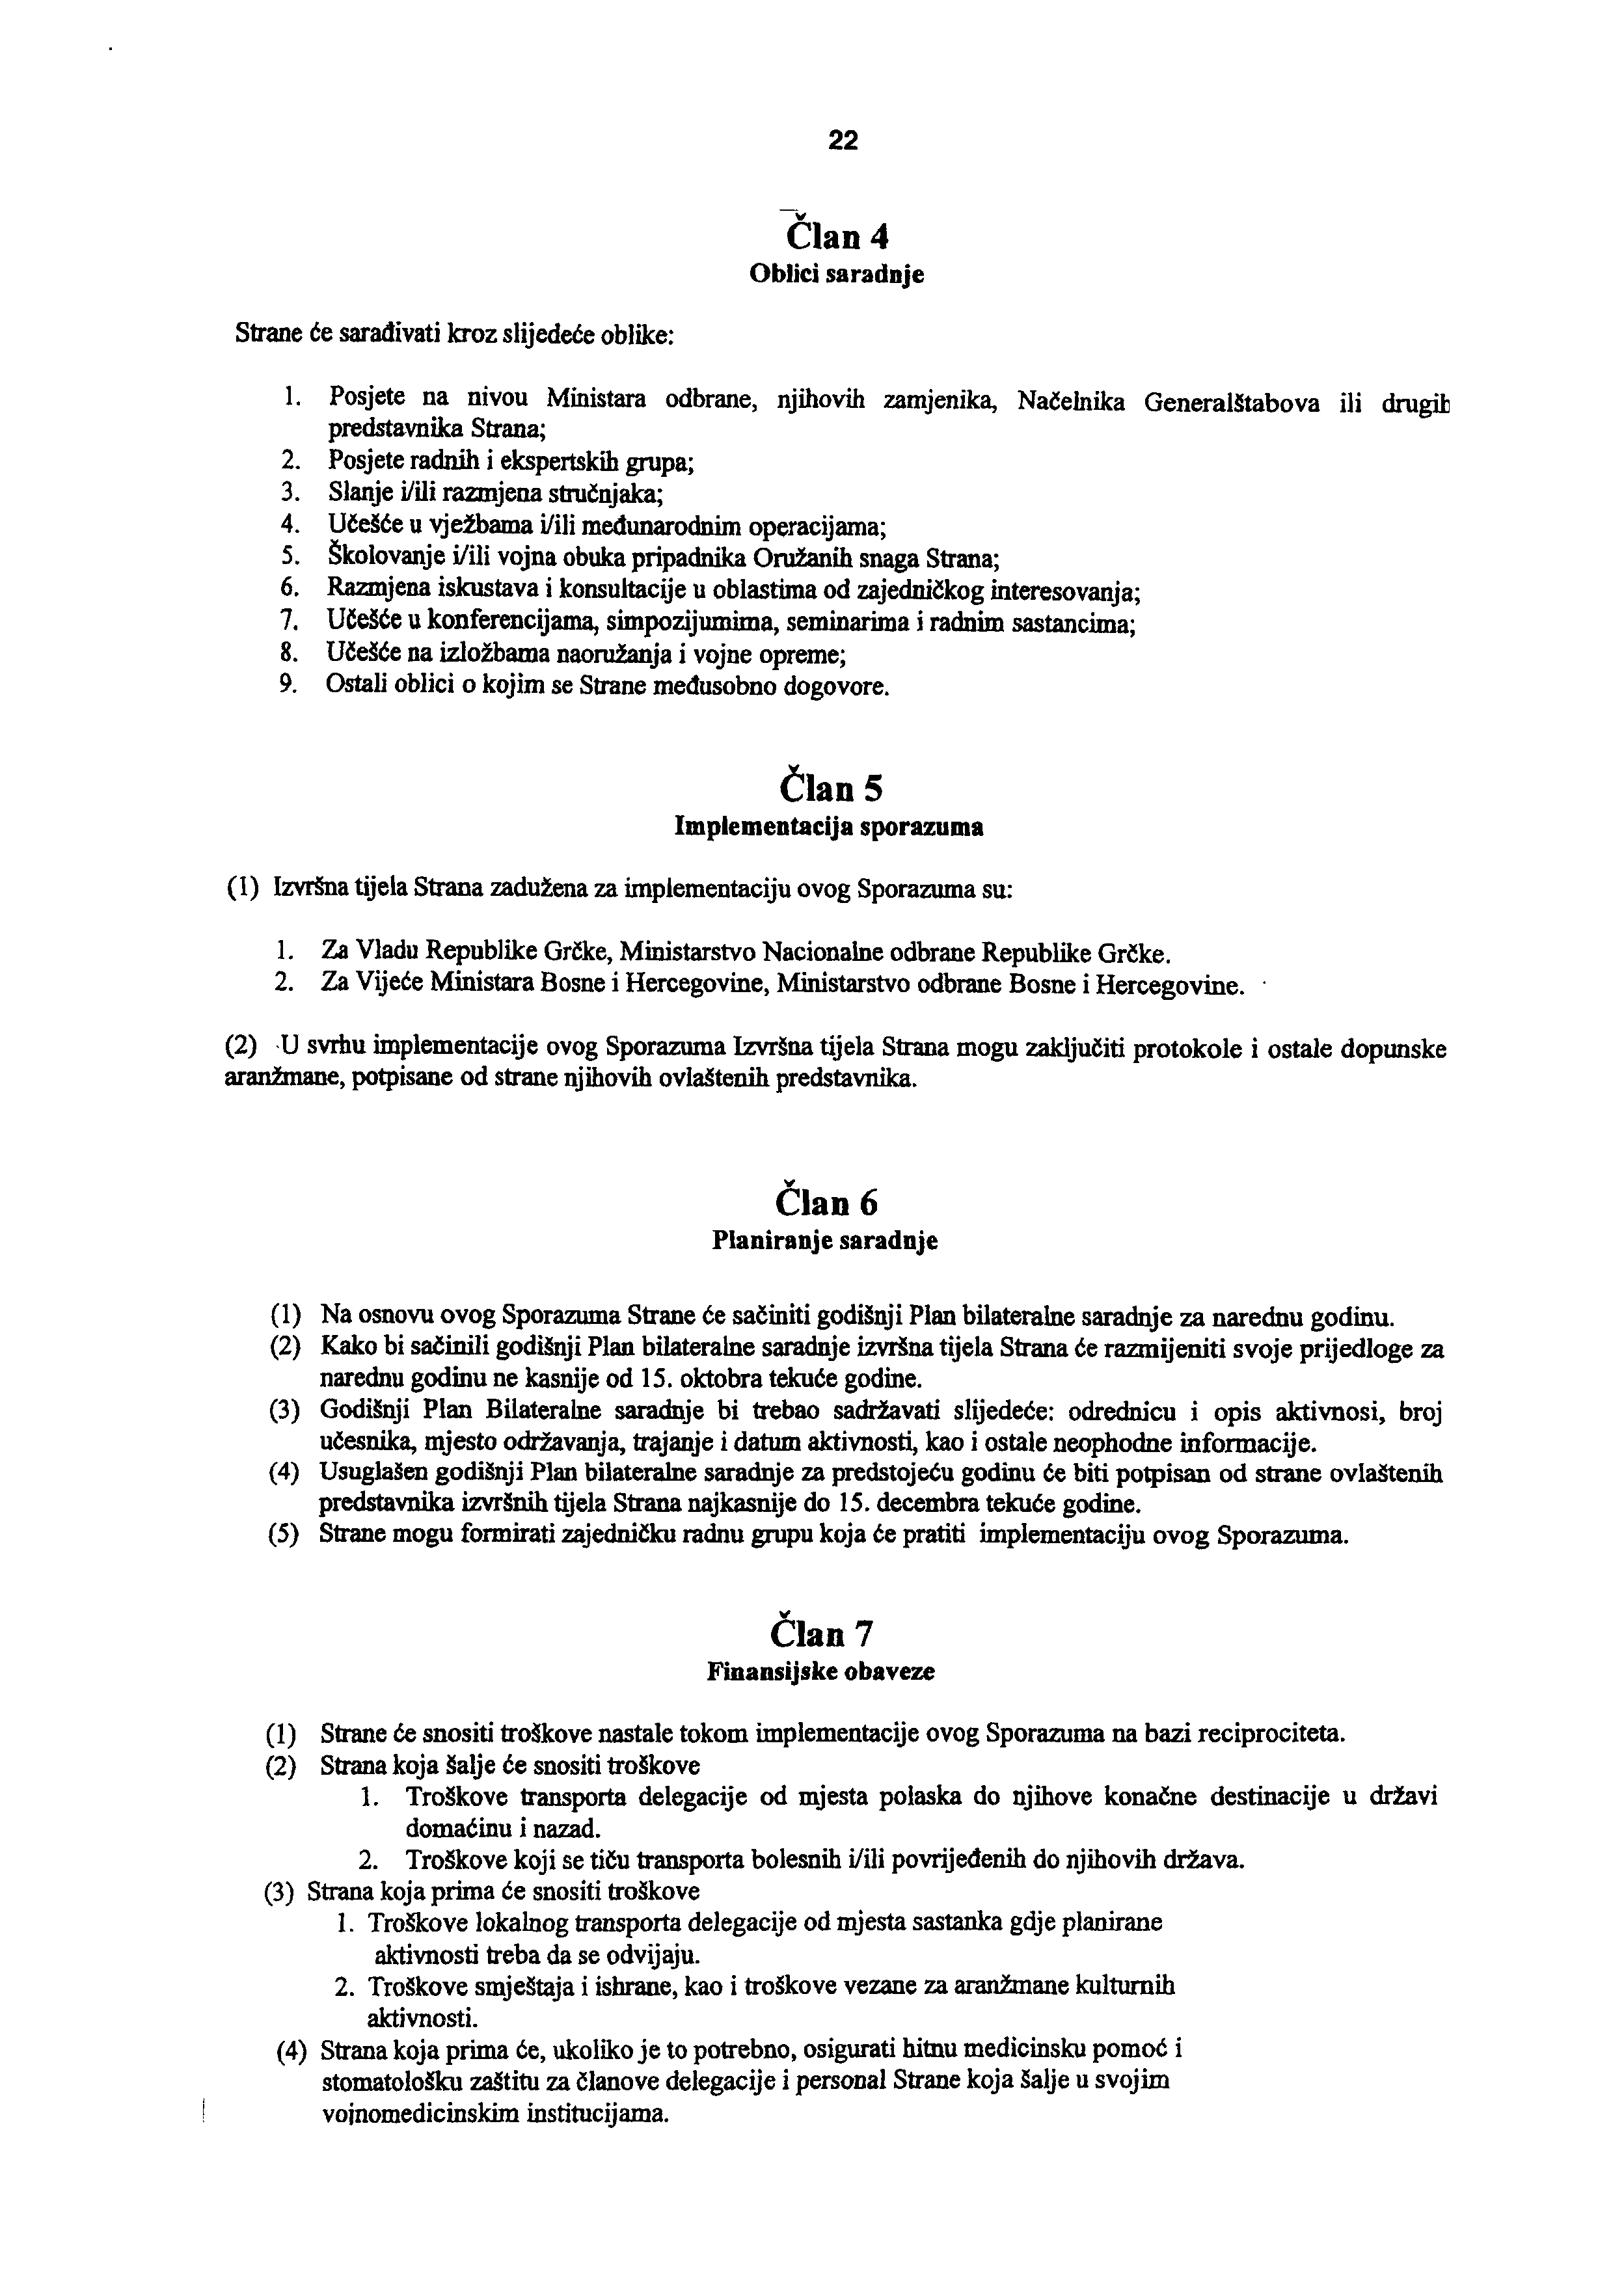 22
Član 4
Oblici saradnje
Strane će sarađivati kroz slijedeće oblike:
1. Posjete na nivou Ministara odbrane, njihovih zamjenika, Načelnika Generalštabova ili drugih
predstavnika Strana;
2. Posjete radnih i ekspertskih grupa;
3. Slanje i/ili razmjena stručnjaka;
4. Učešće u vježbama i/ili međunarodnim operacijama;
5. Školovanje i/ili vojna obuka pripadnika Oružanih snaga Strana;
6. Razmjena iskustava i konsultacije u oblastima od zajedničkog interesovanja;
7. Učešće u konferencijama, simpozijumima, seminarima i radnim sastancima;
8. Učešće na izložbama naoružanja i vojne opreme;
9. Ostali oblici o kojim se Strane međusobno dogovore.
Član 5
Implementacija sporazuma
(1) Izvršna tijela Strana zadužena za implementaciju ovog Sporazuma su:
1. Za Vladu Republike Grčke, Ministarstvo Nacionalne odbrane Republike Grčke.
2. Za Vijeće Ministara Bosne i Hercegovine, Ministarstvo odbrane Bosne i Hercegovine.
(2) U svrhu implementacije ovog Sporazuma Izvršna tijela Strana mogu zaključiti protokole i ostale dopunske
aranžmane, potpisane od strane njihovih ovlaštenih predstavnika.
Član 6
Planiranje saradnje
(1) Na osnovu ovog Sporazuma Strane će sačiniti godišnji Plan bilateralne saradnje za narednu godinu.
(2) Kako bi sačinili godišnji Plan bilateralne saradnje izvršna tijela Strana će razmijeniti svoje prijedloge za
narednu godinu ne kasnije od 15. oktobra tekuće godine.
(3) Godišnji Plan Bilateralne saradnje bi trebao sadržavati slijedeće: odrednicu i opis aktivnosi, broj
učesnika, mjesto održavanja, trajanje i datum aktivnosti, kao i ostale neophodne informacije.
(4) Usuglašen godišnji Plan bilateralne saradnje za predstojeću godinu će biti potpisan od strane ovlaštenih
predstavnika izvršnih tijela Strana najkasnije do 15. decembra tekuće godine.
(5) Strane mogu formirati zajedničku radnu grupu koja će pratiti implementaciju ovog Sporazuma.
Član 7
Finansijske obaveze
(1) Strane će snositi troškove nastale tokom implementacije ovog Sporazuma na bazi reciprociteta.
(2) Strana koja šalje će snositi troškove
1. Troškove transporta delegacije od mjesta polaska do njihove konačne destinacije u državi
domaćinu i nazad.
2. Troškove koji se tiču transporta bolesnih i/ili povrijeđenih do njihovih država.
(3) Strana koja prima će snositi troškove
1. Troškove lokalnog transporta delegacije od mjesta sastanka gdje planirane
aktivnosti treba da se odvijaju.
2. Troškove smještaja i ishrane, kao i troškove vezane za aranžmane kulturnih
aktivnosti.
(4) Strana koja prima će, ukoliko je to potrebno, osigurati hitnu medicinsku pomoć i
stomatološku zaštitu za članove delegacije i personal Strane koja šalje u svojim
vojnomedicinskim institucijama.